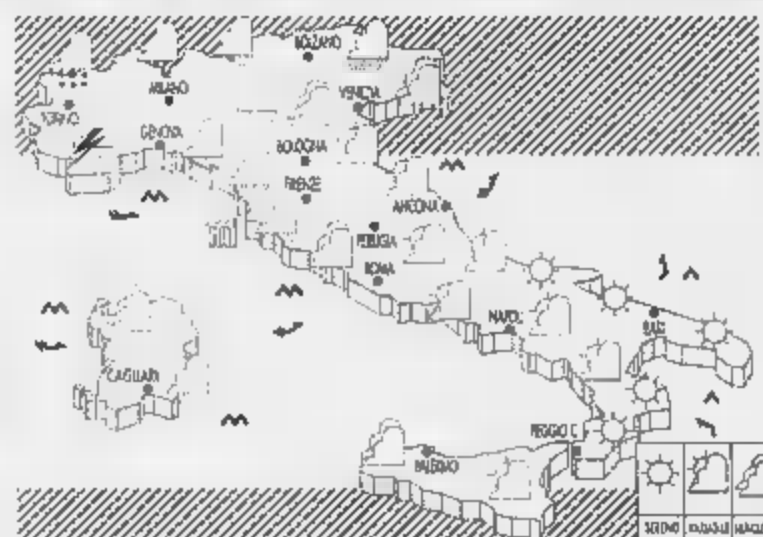 BOLZANO
MILANO
VENEZIA
TORINO
GENOVA
BOLOGNA
FIRENZE
ANCONA
PERUGIA
ROMA
NAPOLI
BARI
CAGLIARI
REGGIO C.
PALERMO
SERENO